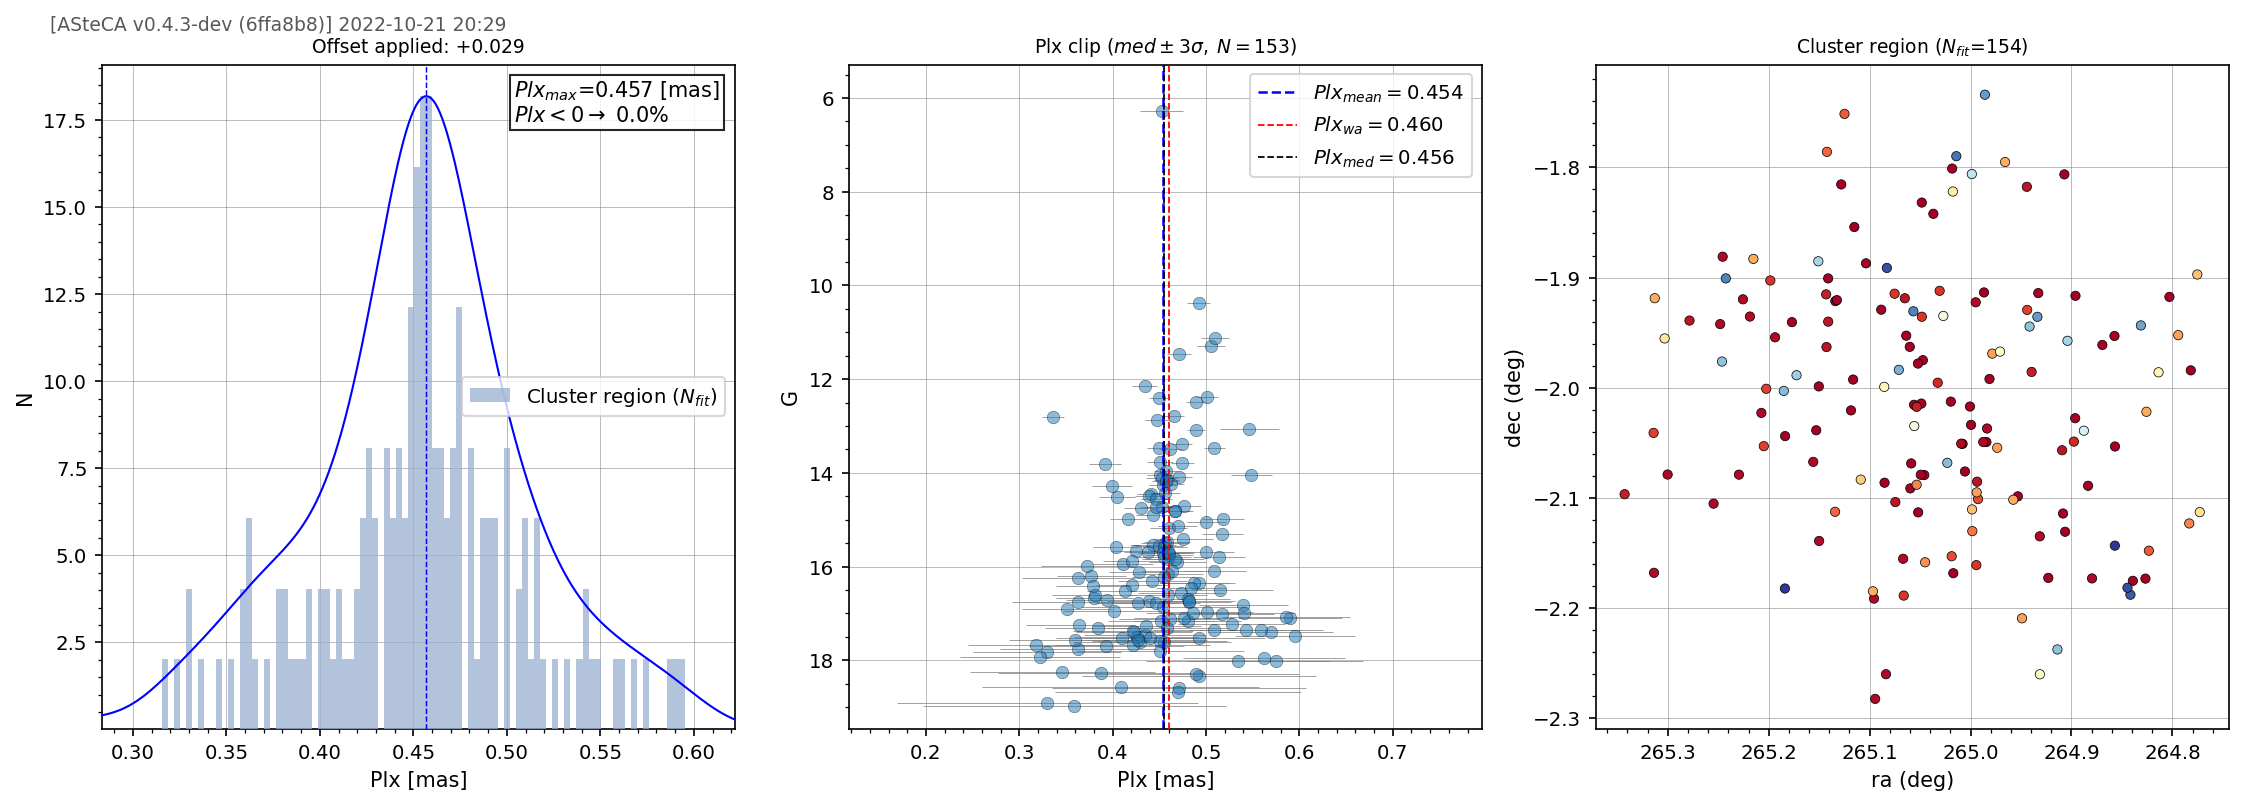 [ASteCA v0.4.3-dev (6ffa8b8)] 2022-10-21 20:29
Offset applied: +0.029
Plx_max=0.457 [mas]
Plx < 0 → 0.0%
Cluster region (N_fit)
17.5
15.0
12.5
10.0
7.5
5.0
2.5
N
0.30 0.35 0.40 0.45 0.50 0.55 0.60
Plx [mas]
Plx clip (med ± 3σ, N = 153)
Plx_mean = 0.454
Plx_wa = 0.460
Plx_med = 0.456
6
8
10
12
14
16
18
G
0.2 0.3 0.4 0.5 0.6 0.7
Plx [mas]
Cluster region (N_fit=154)
−1.8
−1.9
−2.0
−2.1
−2.2
−2.3
dec (deg)
265.3 265.2 265.1 265.0 264.9 264.8
ra (deg)